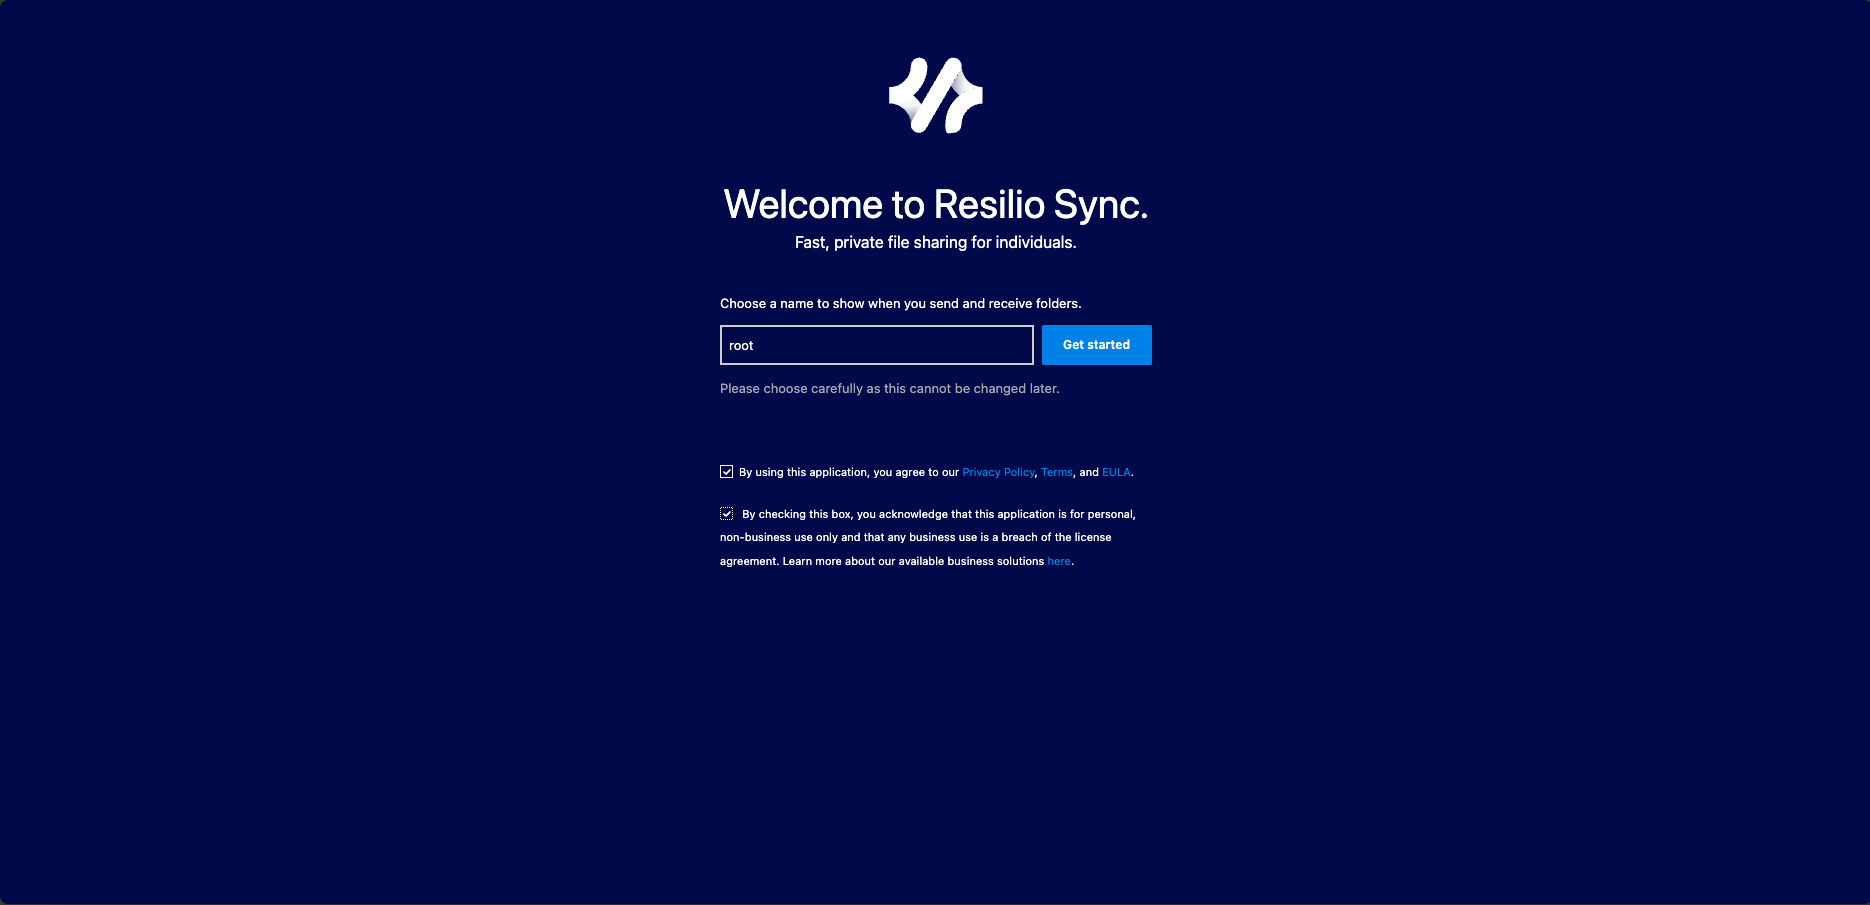 Welcome to Resilio Sync.
Fast, private file sharing for individuals.
Choose a name to show when you send and receive folders.
root
Get started
Please choose carefully as this cannot be changed later.
By using this application, you agree to our Privacy Policy, Terms, and EULA.
By checking this box, you acknowledge that this application is for personal,
non-business use only and that any business use is a breach of the license
agreement. Learn more about our available business solutions here.